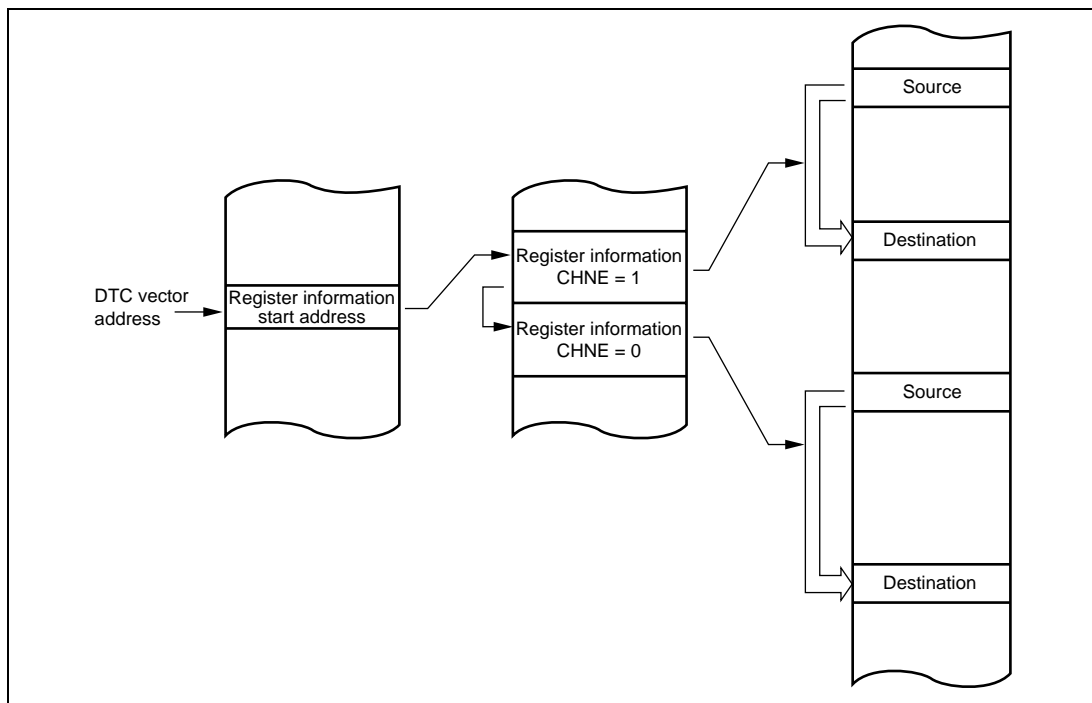 DTC vector
address
Register information
start address
Register information
CHNE = 1
Register information
CHNE = 0
Source
Destination
Source
Destination